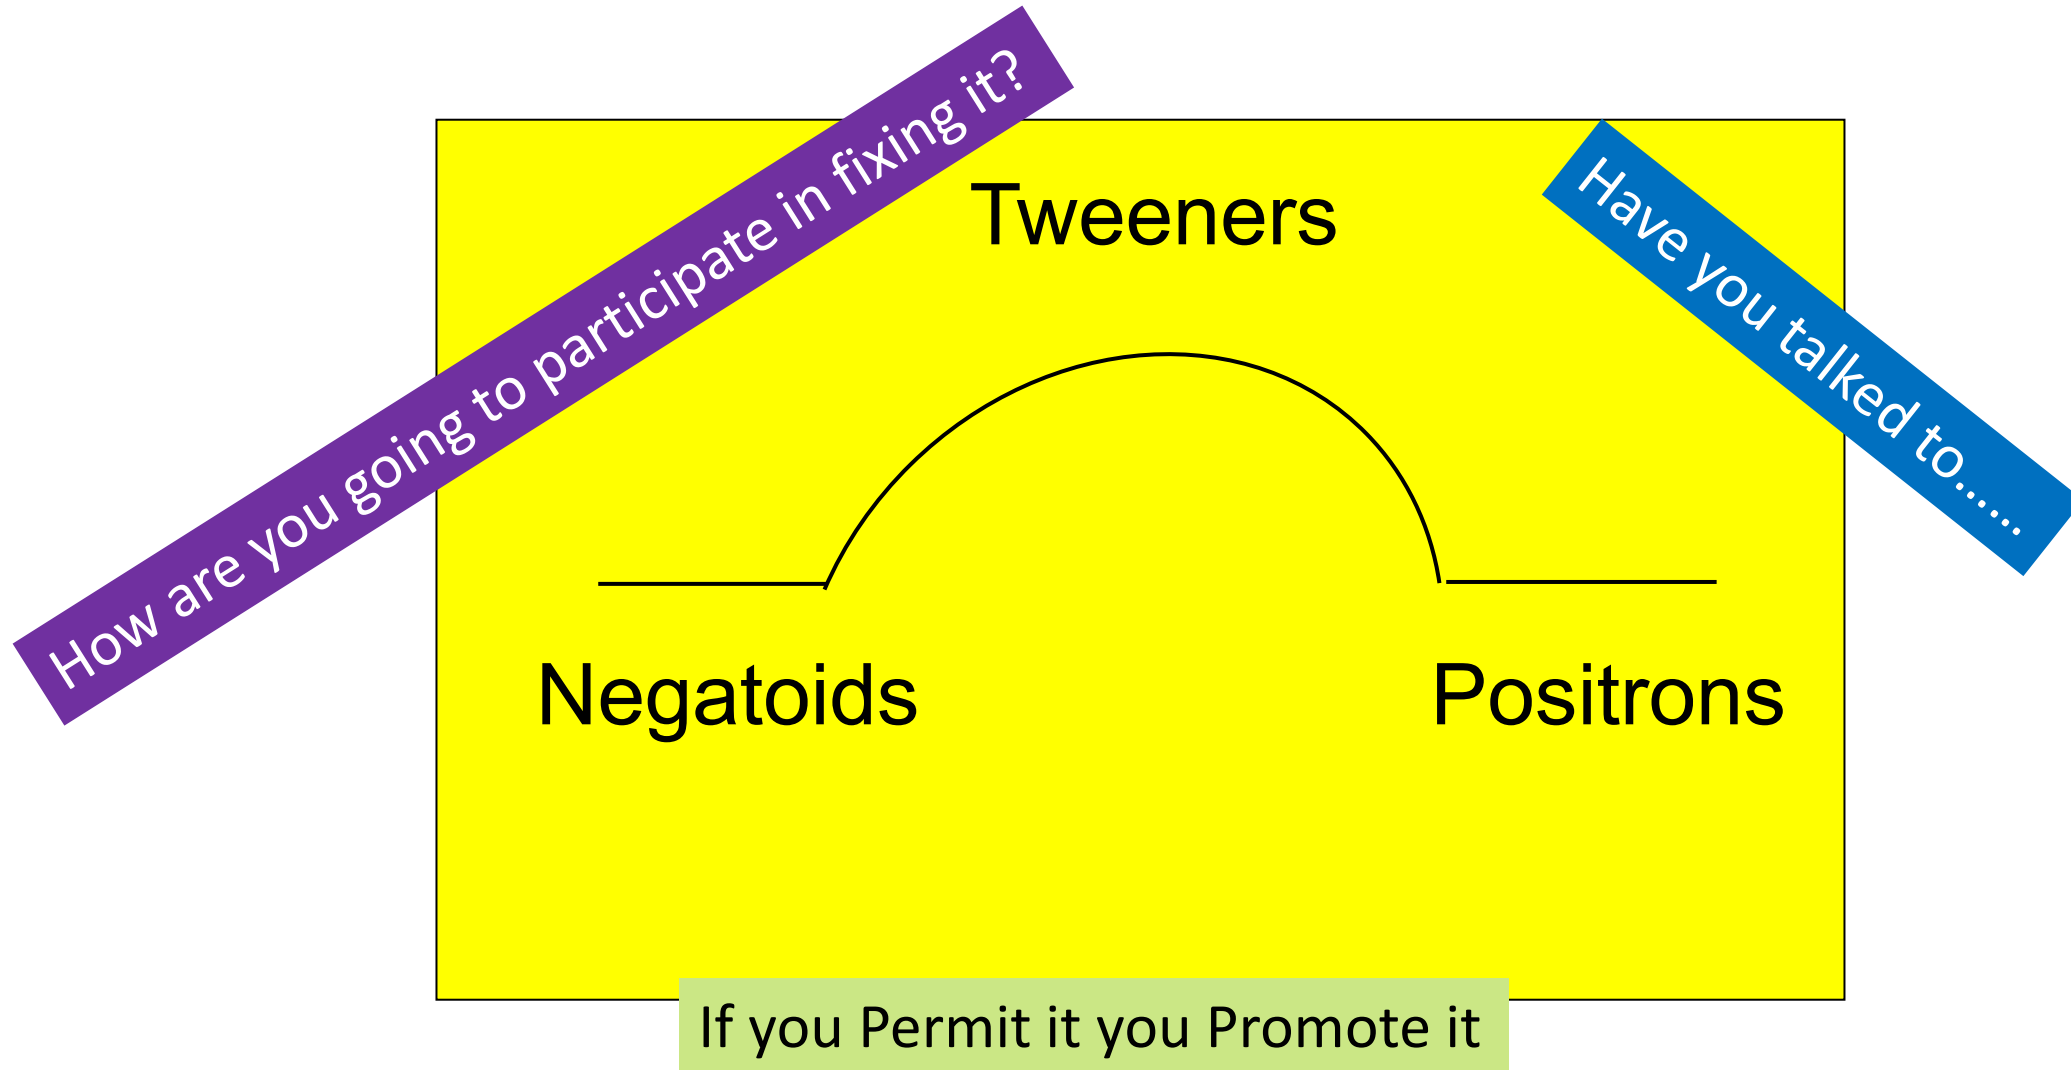 How are you going to participate in fixing it?
Tweeners
Have you talked to......
Negatoids
Positrons
If you Permit it you Promote it